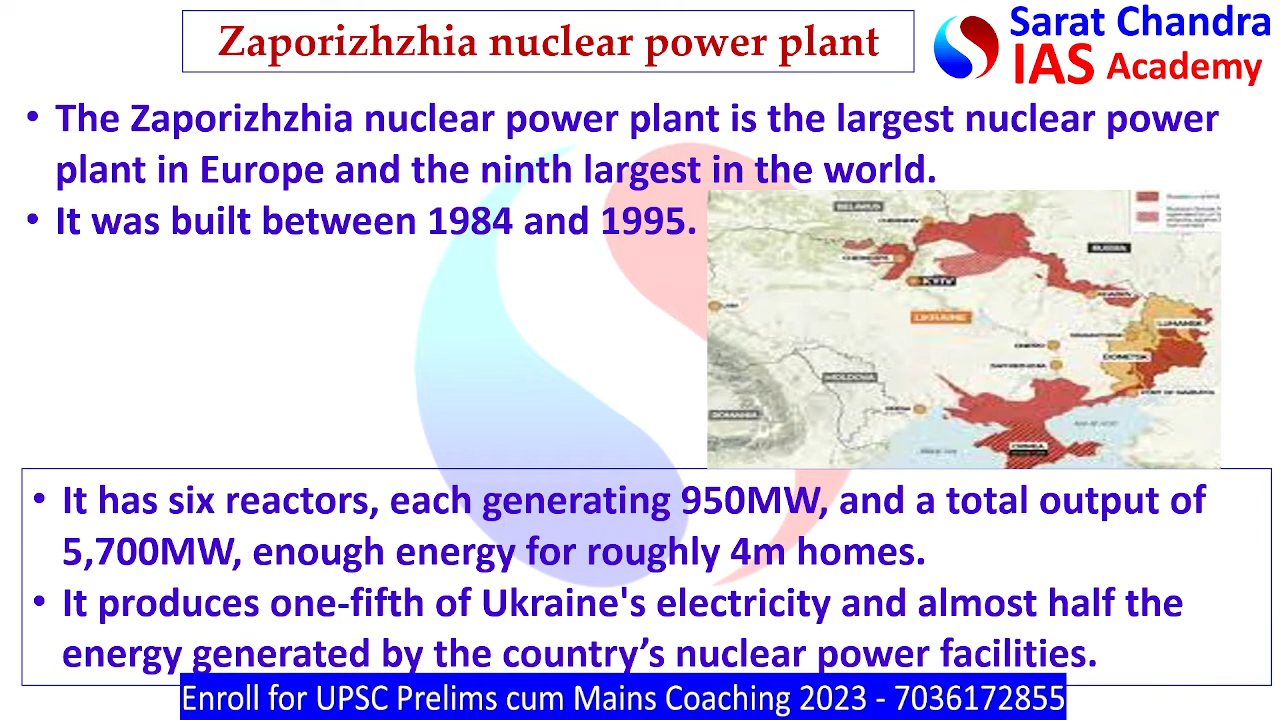 Zaporizhzhia nuclear power plant
Sarat Chandra
IAS Academy
• The Zaporizhzhia nuclear power plant is the largest nuclear power
plant in Europe and the ninth largest in the world.
• It was built between 1984 and 1995.
BELARUS
RUSSIA
KYIV
UKRAINE
LUHANSK
DONETSK
MOLDOVA
ROMANIA
ODESA
CRIMEA
• It has six reactors, each generating 950MW, and a total output of
5,700MW, enough energy for roughly 4m homes.
• It produces one-fifth of Ukraine's electricity and almost half the
energy generated by the country’s nuclear power facilities.
Enroll for UPSC Prelims cum Mains Coaching 2023 - 7036172855